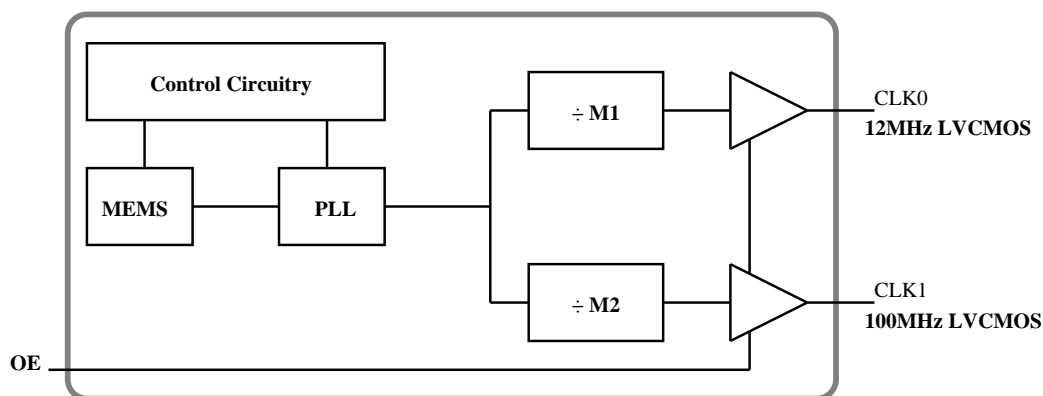 Control Circuitry
÷ M1
CLK0
12MHz LVCMOS
MEMS
PLL
÷ M2
CLK1
100MHz LVCMOS
OE